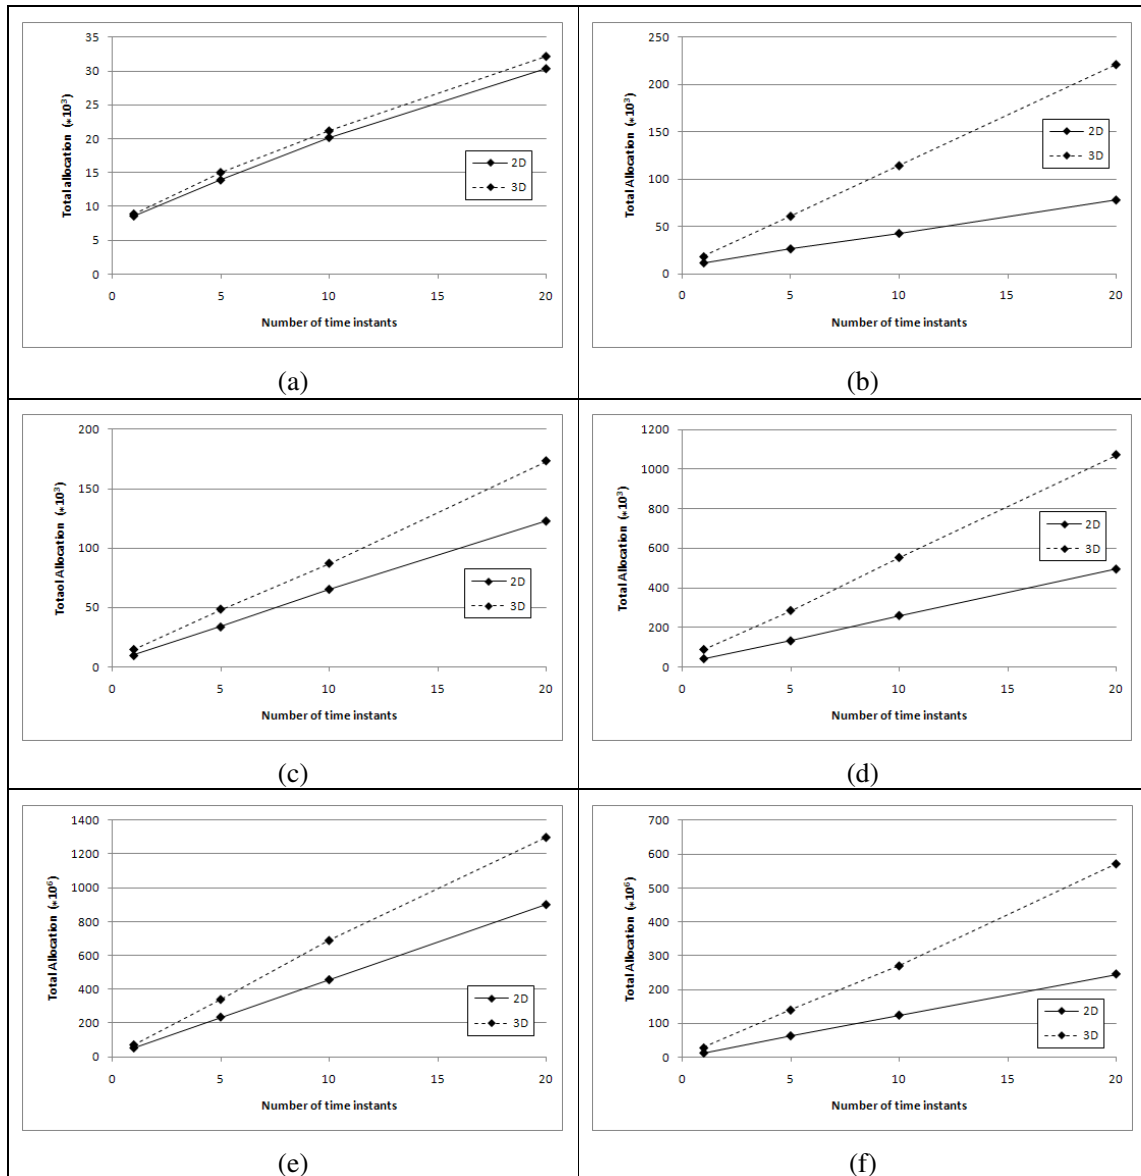 35
30
25
20
15
10
5
0
Total allocation (*10³)
2D
3D
0 5 10 15 20
Number of time instants
(a)
250
200
150
100
50
0
Total Allocation (*10³)
2D
3D
0 5 10 15 20
Number of time instants
(b)
200
150
100
50
0
Totaol Allocation (*10³)
2D
3D
0 5 10 15 20
Number of time instants
(c)
1200
1000
800
600
400
200
0
Total Allocation (*10³)
2D
3D
0 5 10 15 20
Number of time instants
(d)
1400
1200
1000
800
600
400
200
0
Total Allocation (*10⁶)
2D
3D
0 5 10 15 20
Number of time instants
(e)
700
600
500
400
300
200
100
0
Total Allocation (*10⁶)
2D
3D
0 5 10 15 20
Number of time instants
(f)